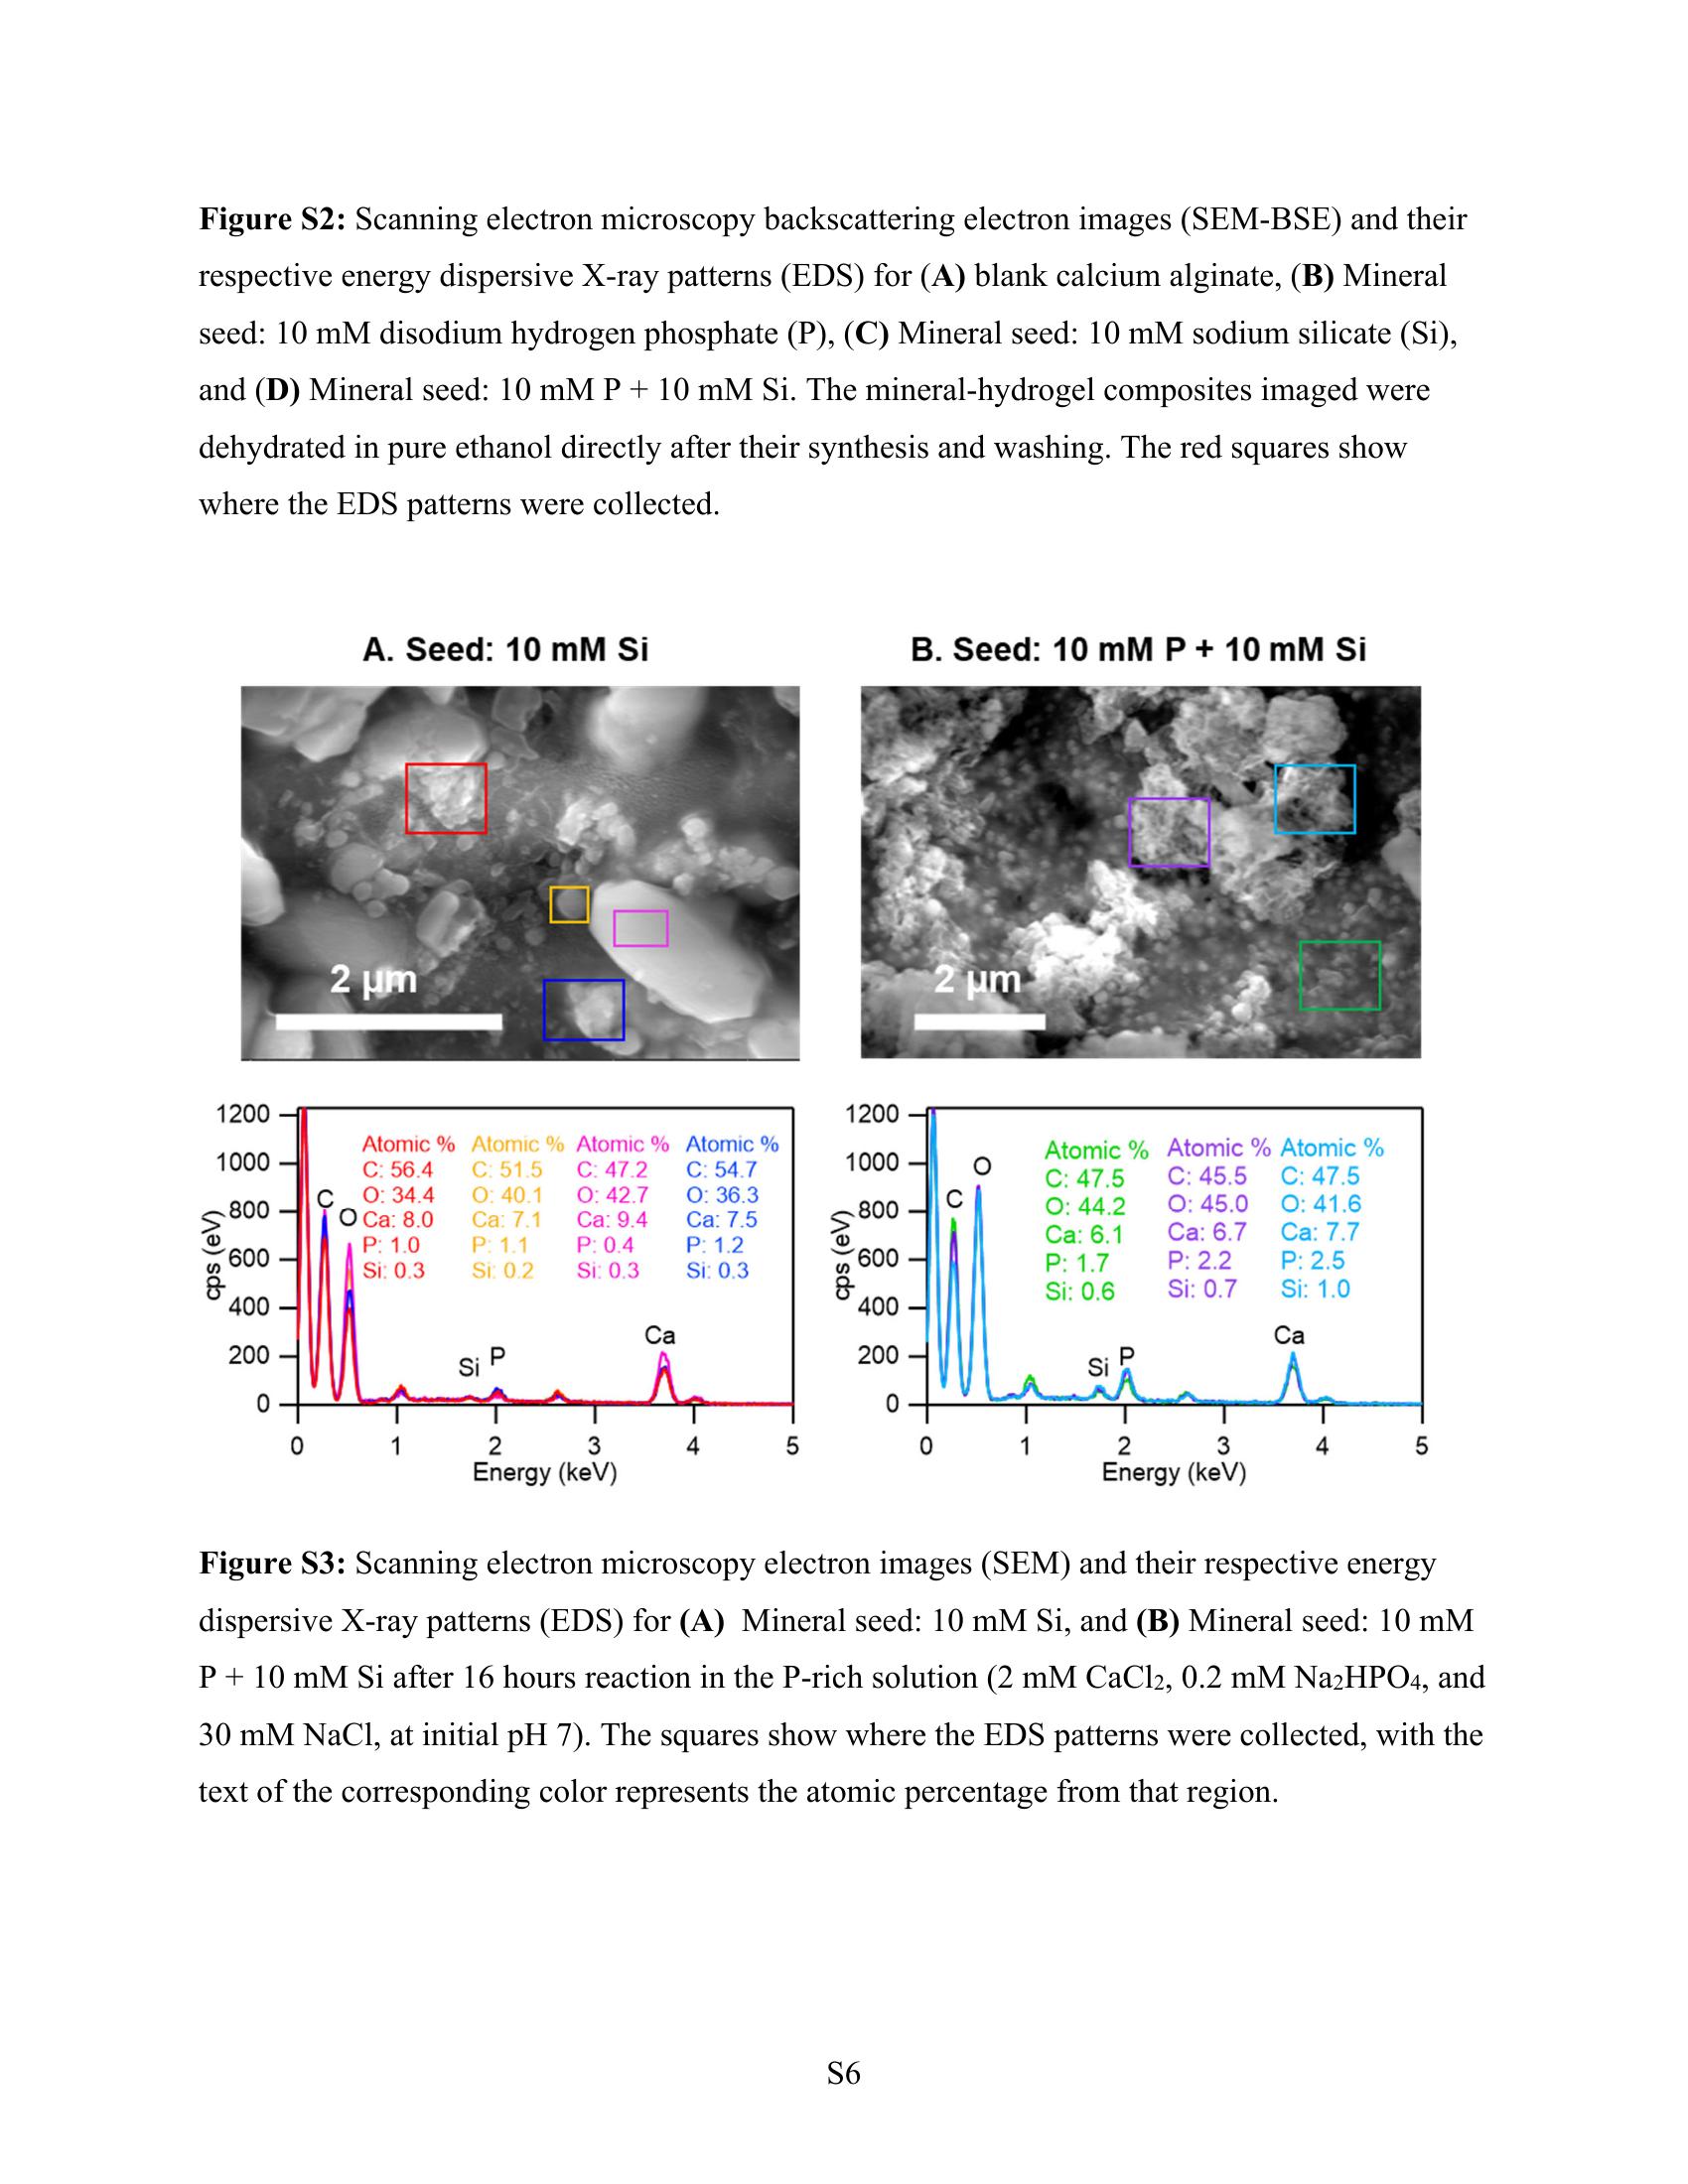 Figure S2: Scanning electron microscopy backscattering electron images (SEM-BSE) and their
respective energy dispersive X-ray patterns (EDS) for (A) blank calcium alginate, (B) Mineral
seed: 10 mM disodium hydrogen phosphate (P), (C) Mineral seed: 10 mM sodium silicate (Si),
and (D) Mineral seed: 10 mM P + 10 mM Si. The mineral-hydrogel composites imaged were
dehydrated in pure ethanol directly after their synthesis and washing. The red squares show
where the EDS patterns were collected.
A. Seed: 10 mM Si
2 µm
1200
1000
800
600
400
200
0
cps (eV)
C
O
Atomic %
C: 56.4
O: 34.4
Ca: 8.0
P: 1.0
Si: 0.3
Atomic %
C: 51.5
O: 40.1
Ca: 7.1
P: 1.1
Si: 0.2
Atomic %
C: 47.2
O: 42.7
Ca: 9.4
P: 0.4
Si: 0.3
Atomic %
C: 54.7
O: 36.3
Ca: 7.5
P: 1.2
Si: 0.3
Si
P
Ca
0 1 2 3 4 5
Energy (keV)
B. Seed: 10 mM P + 10 mM Si
2 µm
1200
1000
800
600
400
200
0
cps (eV)
C
O
Atomic %
C: 47.5
O: 44.2
Ca: 6.1
P: 1.7
Si: 0.6
Atomic %
C: 45.5
O: 45.0
Ca: 6.7
P: 2.2
Si: 0.7
Atomic %
C: 47.5
O: 41.6
Ca: 7.7
P: 2.5
Si: 1.0
Si
P
Ca
0 1 2 3 4 5
Energy (keV)
Figure S3: Scanning electron microscopy electron images (SEM) and their respective energy
dispersive X-ray patterns (EDS) for (A) Mineral seed: 10 mM Si, and (B) Mineral seed: 10 mM
P + 10 mM Si after 16 hours reaction in the P-rich solution (2 mM CaCl₂, 0.2 mM Na₂HPO₄, and
30 mM NaCl, at initial pH 7). The squares show where the EDS patterns were collected, with the
text of the corresponding color represents the atomic percentage from that region.
S6